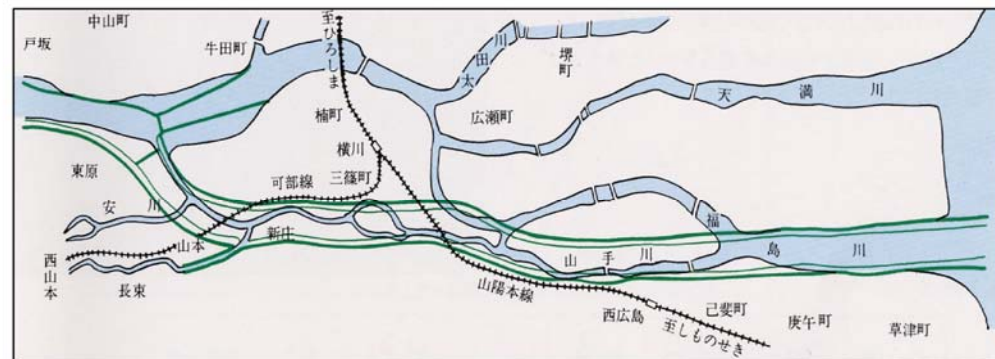 中山町
戸坂
牛田町
至ひろしま
太田川
堺町
天満川
楠町
広瀬町
横川
三篠町
可部線
東原
安川
山本
新庄
西山本
長束
福島川
山手川
山陽本線
西広島
至しものせき
己斐町
庚午町
草津町